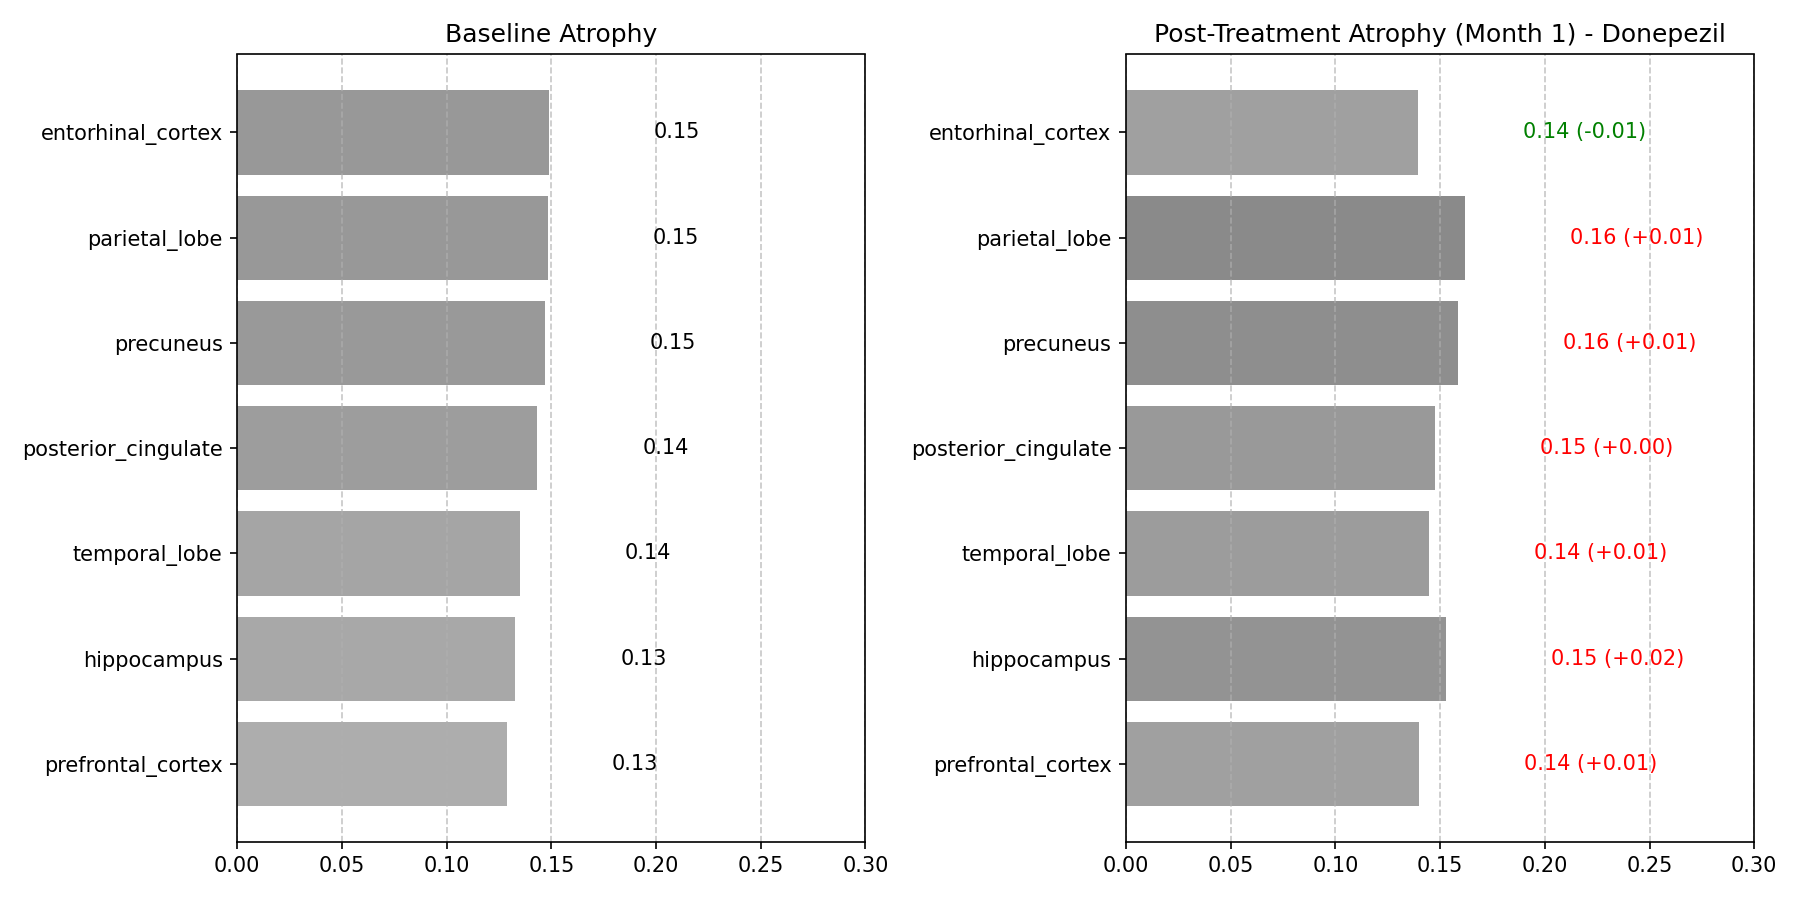 Baseline Atrophy
entorhinal_cortex 0.15
parietal_lobe 0.15
precuneus 0.15
posterior_cingulate 0.14
temporal_lobe 0.14
hippocampus 0.13
prefrontal_cortex 0.13
0.00 0.05 0.10 0.15 0.20 0.25 0.30
Post-Treatment Atrophy (Month 1) - Donepezil
entorhinal_cortex 0.14 (-0.01)
parietal_lobe 0.16 (+0.01)
precuneus 0.16 (+0.01)
posterior_cingulate 0.15 (+0.00)
temporal_lobe 0.14 (+0.01)
hippocampus 0.15 (+0.02)
prefrontal_cortex 0.14 (+0.01)
0.00 0.05 0.10 0.15 0.20 0.25 0.30